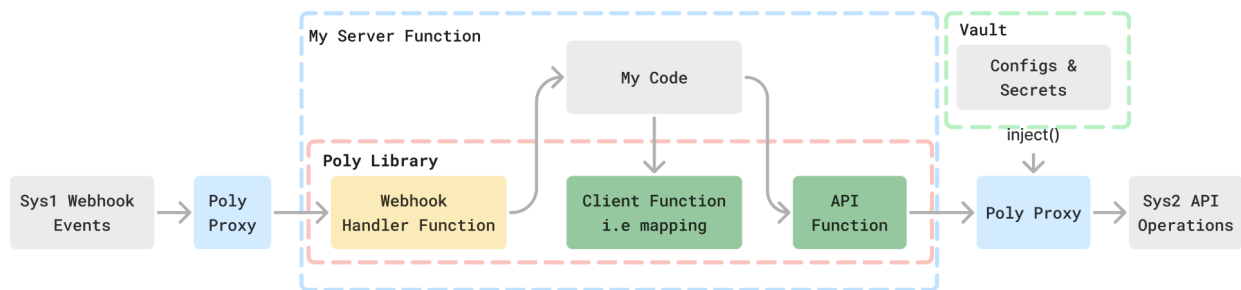 My Server Function
Vault
My Code
Configs &
Secrets
inject()
Poly Library
Sys1 Webhook
Events
Poly
Proxy
Webhook
Handler Function
Client Function
i.e mapping
API
Function
Poly Proxy
Sys2 API
Operations